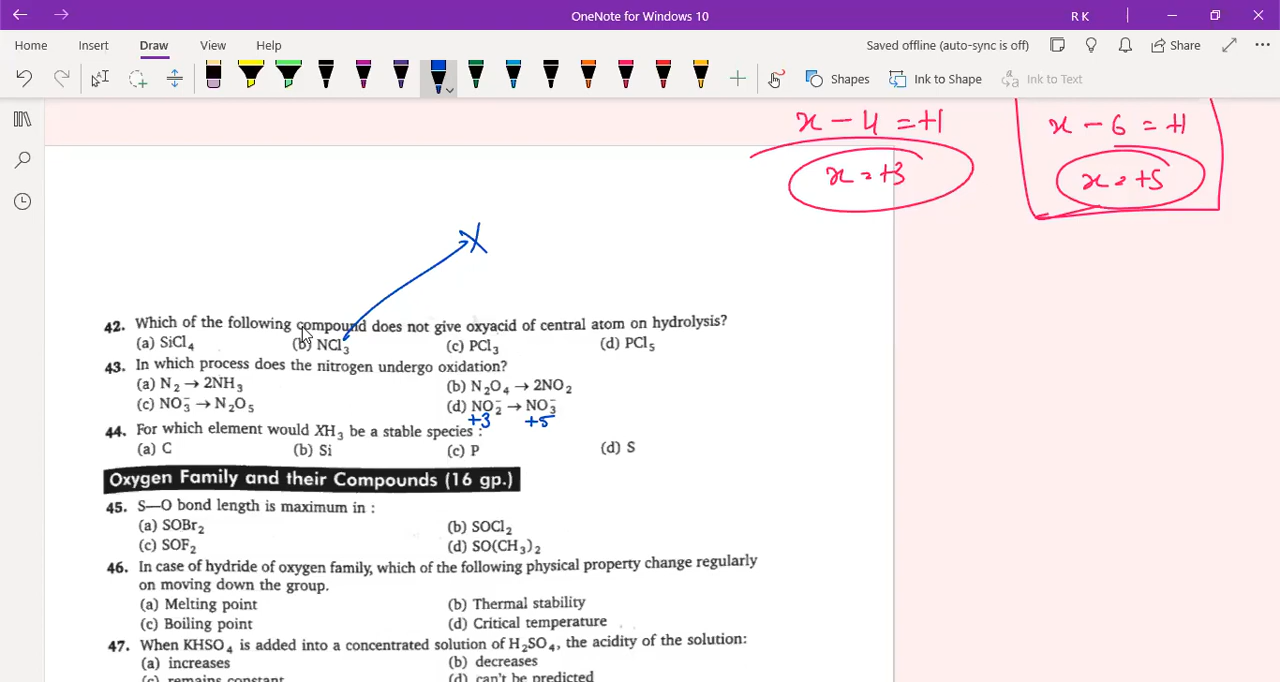 OneNote for Windows 10
R K
Home Insert Draw View Help
Saved offline (auto-sync is off) Share
Shapes Ink to Shape Ink to Text
x - 4 = +1
x = +3
x - 6 = +1
x = +5
42. Which of the following compound does not give oxyacid of central atom on hydrolysis?
(a) SiCl₄ (b) NCl₃ (c) PCl₃ (d) PCl₅
43. In which process does the nitrogen undergo oxidation?
(a) N₂ → 2NH₃ (b) N₂O₄ → 2NO₂
(c) NO₃⁻ → N₂O₅ (d) NO₂⁻ → NO₃⁻
+3 +5
44. For which element would XH₃ be a stable species :
(a) C (b) Si (c) P (d) S
Oxygen Family and their Compounds (16 gp.)
45. S—O bond length is maximum in :
(a) SOBr₂ (b) SOCl₂
(c) SOF₂ (d) SO(CH₃)₂
46. In case of hydride of oxygen family, which of the following physical property change regularly
on moving down the group.
(a) Melting point (b) Thermal stability
(c) Boiling point (d) Critical temperature
47. When KHSO₄ is added into a concentrated solution of H₂SO₄, the acidity of the solution:
(a) increases (b) decreases
(c) remains constant (d) can't be predicted